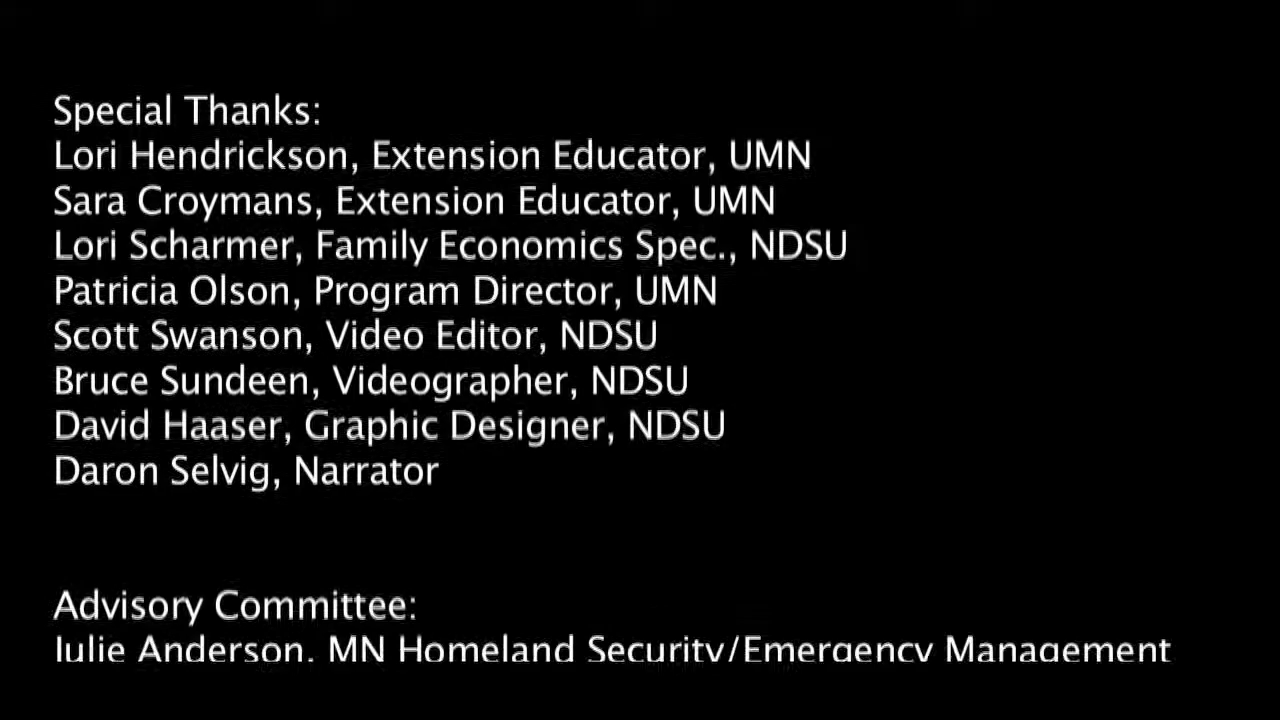 Special Thanks:
Lori Hendrickson, Extension Educator, UMN
Sara Croymans, Extension Educator, UMN
Lori Scharmer, Family Economics Spec., NDSU
Patricia Olson, Program Director, UMN
Scott Swanson, Video Editor, NDSU
Bruce Sundeen, Videographer, NDSU
David Haaser, Graphic Designer, NDSU
Daron Selvig, Narrator
Advisory Committee:
Julie Anderson, MN Homeland Security/Emergency Management